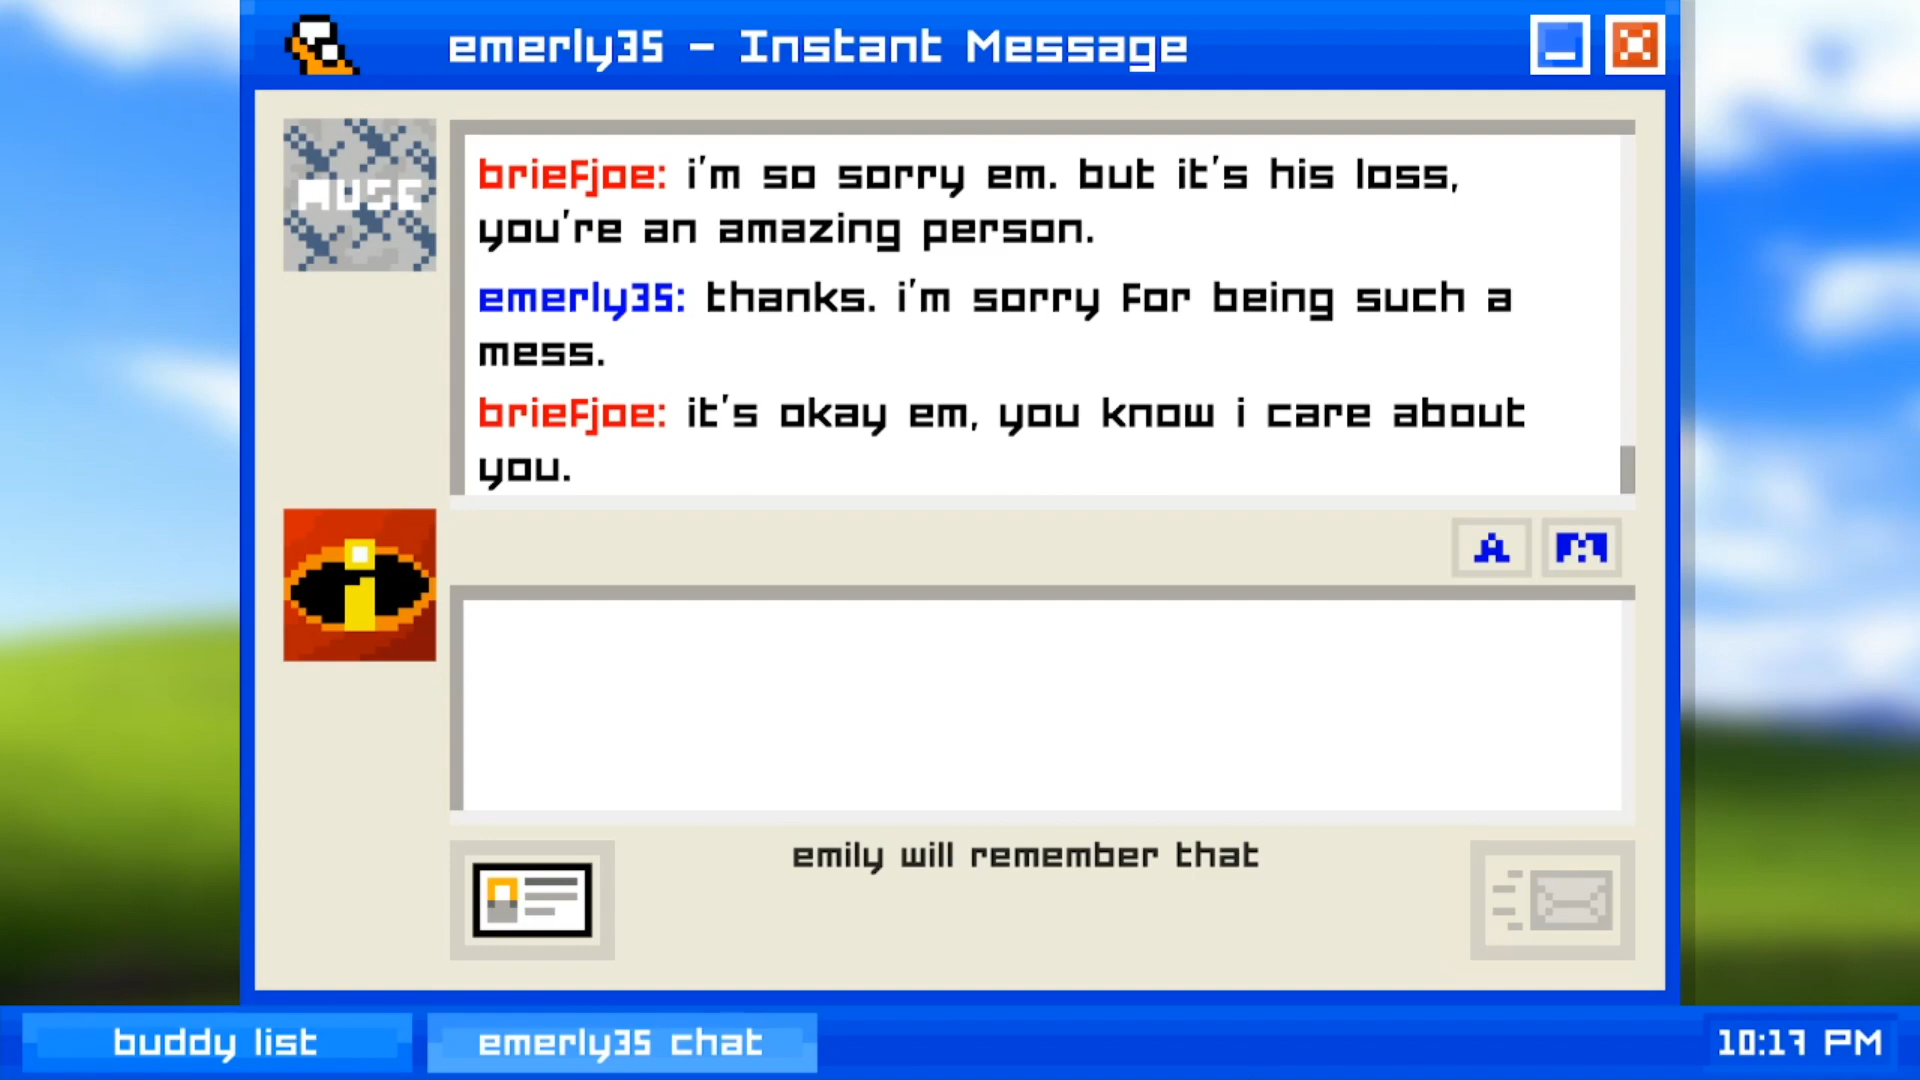 emerly35 - Instant Message
MUSE
briefjoe: i'm so sorry em. but it's his loss,
you're an amazing person.
emerly35: thanks. i'm sorry for being such a
mess.
briefjoe: it's okay em, you know i care about
you.
A
M
i
emily will remember that
buddy list
emerly35 chat
10:17 PM